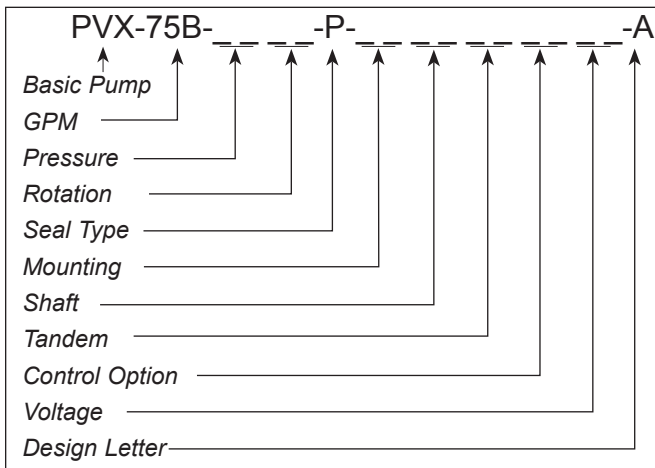 PVX-75B-__ __-P-__ __ __ __ __-A
Basic Pump
GPM
Pressure
Rotation
Seal Type
Mounting
Shaft
Tandem
Control Option
Voltage
Design Letter